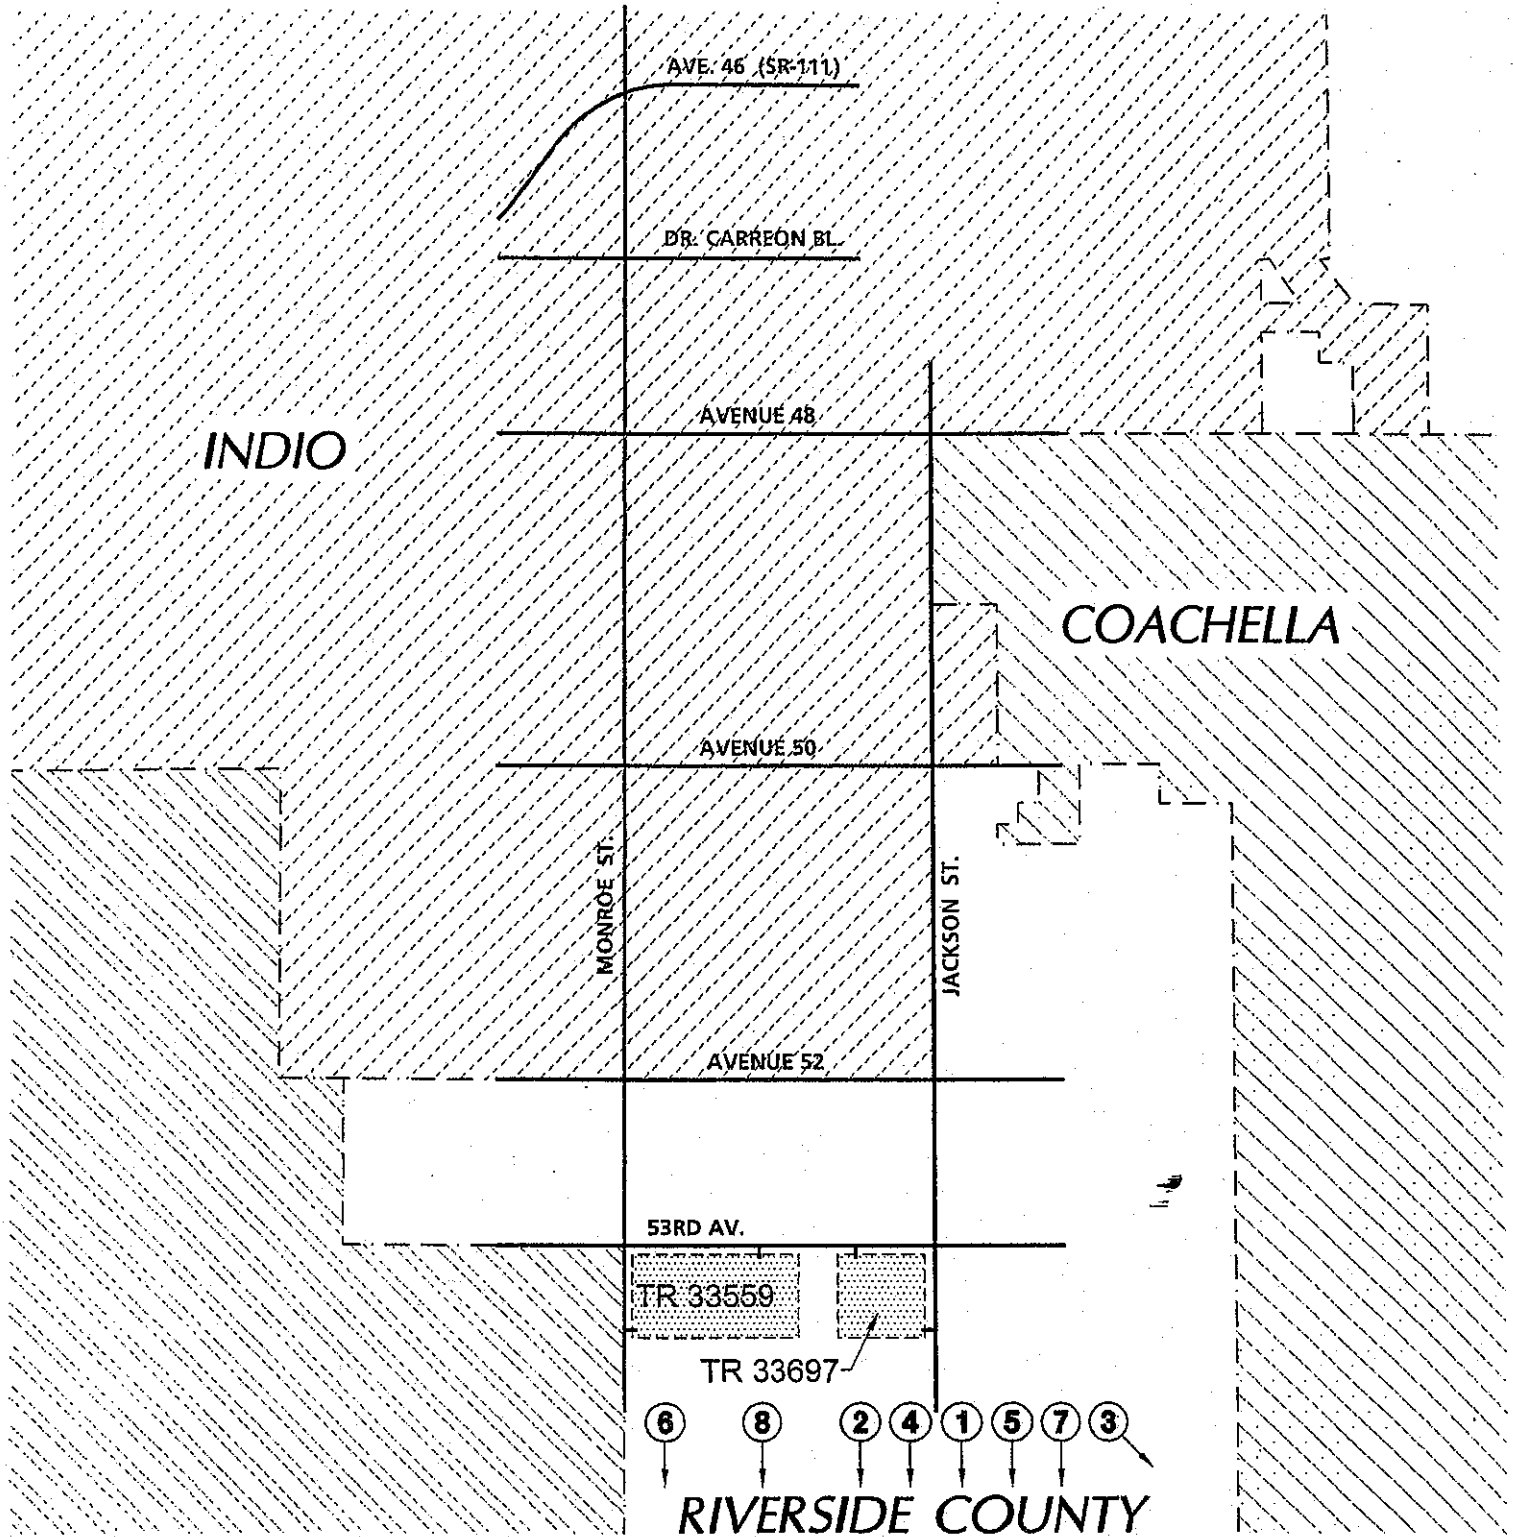 AVE. 46 (SR-111)
DR. CARREON BL.
AVENUE 48
INDIO
COACHELLA
AVENUE 50
MONROE ST.
JACKSON ST.
AVENUE 52
53RD AV.
TR 33559
TR 33697
6 8 2 4 1 5 7 3
RIVERSIDE COUNTY